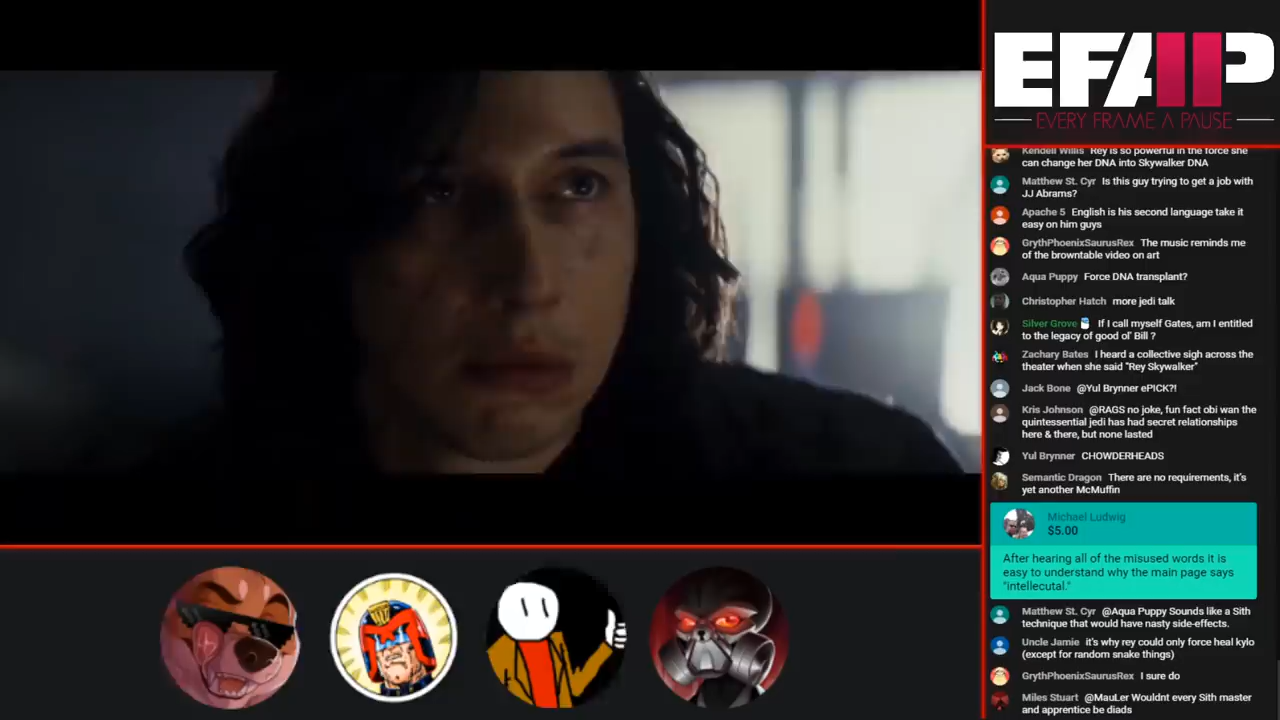 EFAP
EVERY FRAME A PAUSE
Kendell Willis Rey is so powerful in the force she
can change her DNA into Skywalker DNA
Matthew St. Cyr Is this guy trying to get a job with
JJ Abrams?
Apache 5 English is his second language take it
easy on him guys
GrythPhoenixSaurusRex The music reminds me
of the browntable video on art
Aqua Puppy Force DNA transplant?
Christopher Hatch more jedi talk
Silver Grove If I call myself Gates, am I entitled
to the legacy of good ol' Bill ?
Zachary Bates I heard a collective sigh across the
theater when she said "Rey Skywalker"
Jack Bone @Yul Brynner ePICK?!
Kris Johnson @RAGS no joke, fun fact obi wan the
quintessential jedi has had secret relationships
here & there, but none lasted
Yul Brynner CHOWDERHEADS
Semantic Dragon There are no requirements, it's
yet another McMuffin
Michael Ludwig
$5.00
After hearing all of the misused words it is
easy to understand why the main page says
"intellecutal."
Matthew St. Cyr @Aqua Puppy Sounds like a Sith
technique that would have nasty side-effects.
Uncle Jamie it's why rey could only force heal kylo
(except for random snake things)
GrythPhoenixSaurusRex I sure do
Miles Stuart @MauLer Wouldnt every Sith master
and apprentice be diads